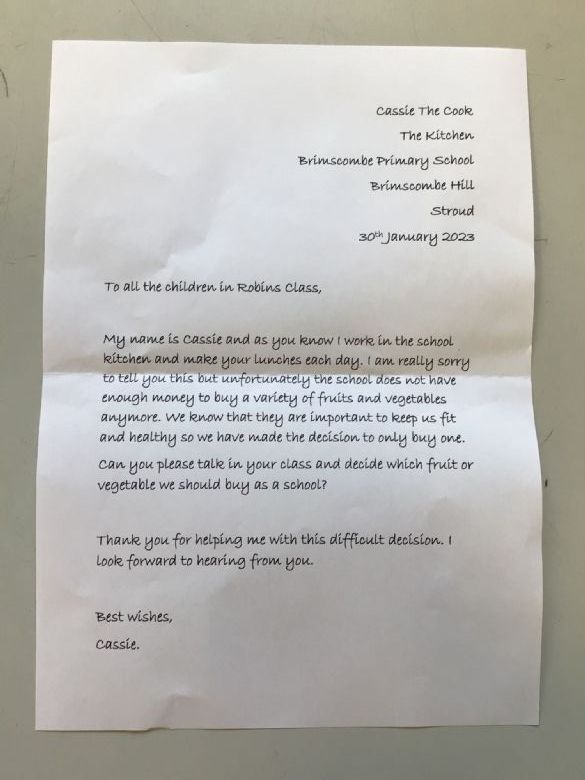 Cassie The Cook
The Kitchen
Brimscombe Primary School
Brimscombe Hill
Stroud
30th January 2023
To all the children in Robins Class,
My name is Cassie and as you know I work in the school
kitchen and make your lunches each day. I am really sorry
to tell you this but unfortunately the school does not have
enough money to buy a variety of fruits and vegetables
anymore. We know that they are important to keep us fit
and healthy so we have made the decision to only buy one.
Can you please talk in your class and decide which fruit or
vegetable we should buy as a school?
Thank you for helping me with this difficult decision. I
look forward to hearing from you.
Best wishes,
Cassie.